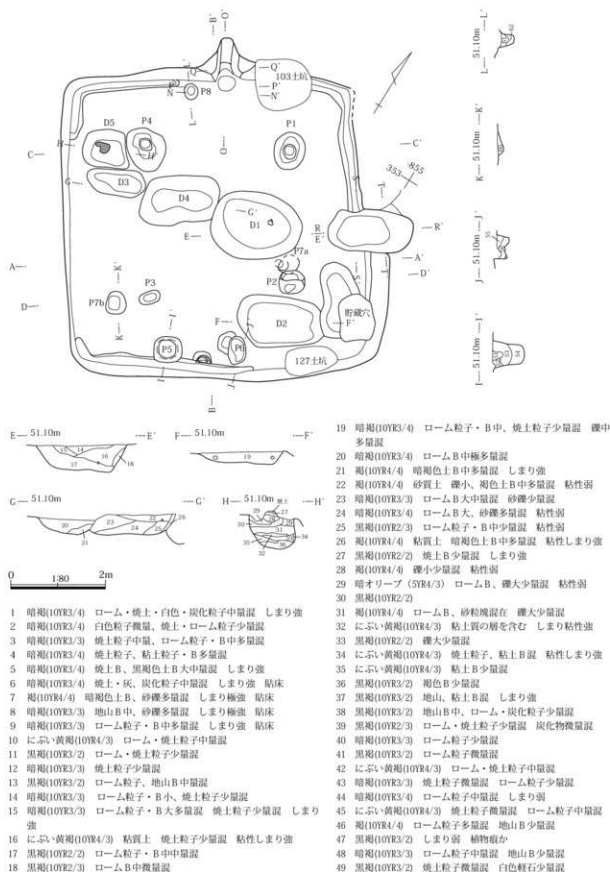 B′
O′
Q′
103土坑
P′
N′
N
P8
L
D5
P4
H
H′
P1
C
C′
O
G
D3
D4
353
855
E
G′
D1
R
E′
R′
A
P7a
A′
D′
P2
K′
D
P3
P7b
I′
F
貯蔵穴
D2
F′
K
P5
P6
127土坑
I
J
B
L′
51.10m
L
K′
51.10m
K
J′
51.10m
J
I′
51.10m
54
I
E 51.10m E′
15 14
16
17
18
F 51.10m F′
19
G 51.10m G′
20
23
22
26
24
25
21
H 51.10m H′
焼土
29
27
30
31
34
35
33
32
0 1:80 2m
1 暗褐(10YR3/4) ローム・焼土・白色・炭化粒子中量混 しまり強
2 暗褐(10YR3/4) 白色粒子微量、焼土・ローム粒子少量混
3 暗褐(10YR3/3) 焼土粒子中量、ローム粒子・B中多量混
4 暗褐(10YR3/4) 焼土粒子、粘土粒子・B多量混
5 暗褐(10YR3/4) 焼土B、黒褐色土B大中量混 しまり強
6 暗褐(10YR3/4) 焼土・灰、炭化粒子中量混 しまり強 貼床
7 褐(10YR4/4) 暗褐色土B、砂礫多量混 しまり極強 貼床
8 暗褐(10YR3/3) 地山B中、砂礫多量混 しまり極強 貼床
9 暗褐(10YR3/3) ローム粒子・B中多量混 しまり強 貼床
10 にぶい黄褐(10YR4/3) ローム・焼土粒子中量混
11 黒褐(10YR3/2) ローム・焼土粒子少量混
12 暗褐(10YR3/3) 焼土粒子少量混
13 黒褐(10YR2/2) ローム粒子、地山B中量混
14 暗褐(10YR3/3) ローム粒子・B小、焼土粒子少量混
15 暗褐(10YR3/3) ローム粒子・B大多量混 焼土粒子少量混 しまり
強
16 にぶい黄褐(10YR4/3) 粘質土 焼土粒子少量混 粘性しまり強
17 黒褐(10YR2/2) ローム粒子・B中中量混
18 黒褐(10YR2/3) ロームB中微量混
19 暗褐(10YR3/4) ローム粒子・B中、焼土粒子少量混 礫中
多量混
20 暗褐(10YR3/4) ロームB中極多量混
21 褐(10YR4/4) 暗褐色土B中多量混 しまり強
22 褐(10YR4/4) 砂質土 礫小、褐色土B中多量混 粘性弱
23 暗褐(10YR3/3) ロームB大中量混 砂礫少量混
24 暗褐(10YR3/4) ロームB大、砂礫多量混 粘性弱
25 黒褐(10YR2/3) ローム粒子・B中少量混 粘性弱
26 褐(10YR4/4) 粘質土 暗褐色土B中多量混 粘性しまり強
27 黒褐(10YR2/2) 焼土B少量混 しまり強
28 褐(10YR4/4) 礫小少量混 粘性弱
29 暗オリーブ(5YR4/3) ロームB、礫大少量混 粘性弱
30 黒褐(10YR2/2)
31 褐(10YR4/4) ロームB、砂粒塊混在 礫大少量混
32 にぶい黄褐(10YR4/3) 粘土質の層を含む しまり極強
33 黒褐(10YR2/2) 礫大少量混
34 にぶい黄褐(10YR4/3) 焼土粒子、粘土B混 粘性しまり強
35 にぶい黄褐(10YR4/3) 粘土B少量混
36 黒褐(10YR3/2) 褐色B少量混
37 黒褐(10YR3/2) 地山、粘土B混 しまり強
38 黒褐(10YR3/2) 地山B中、ローム・炭化粒子少量混
39 黒褐(10YR2/3) ローム・焼土粒子少量混 炭化物微量混
40 暗褐(10YR3/3) ローム粒子少量混
41 黒褐(10YR3/2) ローム粒子微量混
42 にぶい黄褐(10YR4/3) ローム・焼土粒子中量混
43 暗褐(10YR3/3) 焼土粒子微量混 ローム粒子少量混
44 暗褐(10YR3/4) ローム粒子中量混 しまり弱
45 にぶい黄褐(10YR4/3) 焼土粒子微量混 ローム粒子中量混
46 褐(10YR4/4) ローム粒子多量混 地山B少量混
47 黒褐(10YR3/2) しまり弱 植物痕か
48 暗褐(10YR3/3) ローム粒子中量混 地山B少量混
49 黒褐(10YR3/2) 焼土粒子微量混 白色軽石少量混